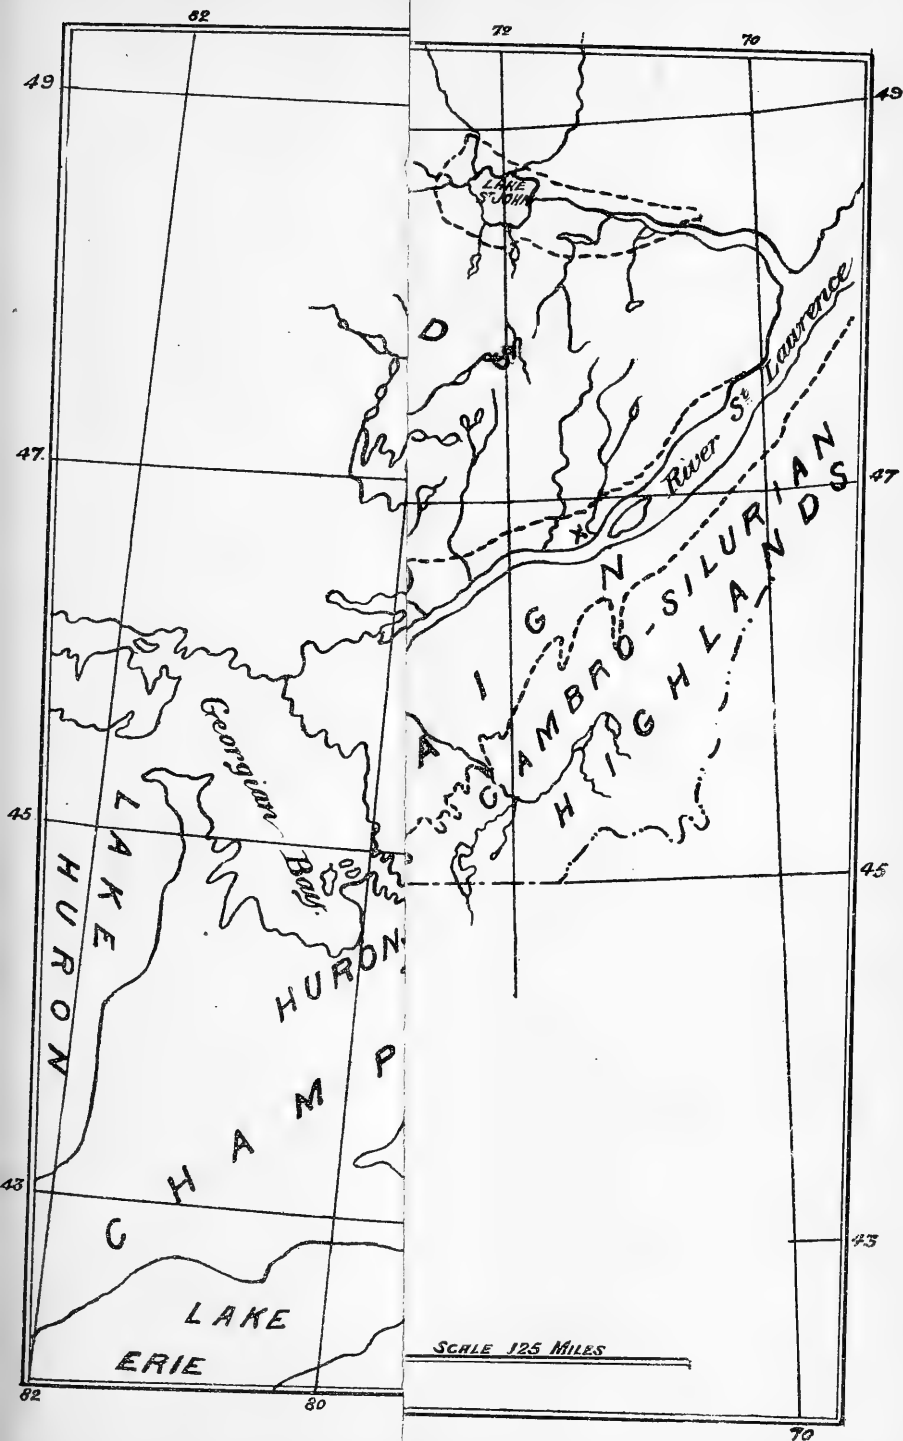 82
72
70
49
49
LAKE
ST JOHN
D
River St Lawrence
47
47
CAMBRO-SILURIAN
HIGHLANDS
A I G N
Georgian
Bay.
LAKE
HURON
45
45
HURON
C H A M P
43
43
LAKE
ERIE
SCALE 125 MILES
82
80
70
X